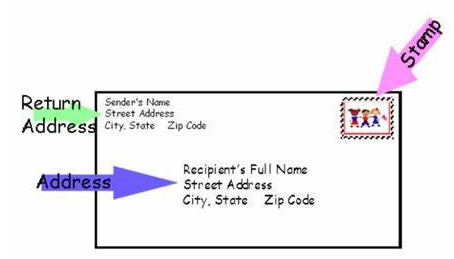 Stamp
Return
Address
Sender's Name
Street Address
City, State Zip Code
Address
Recipient's Full Name
Street Address
City, State Zip Code